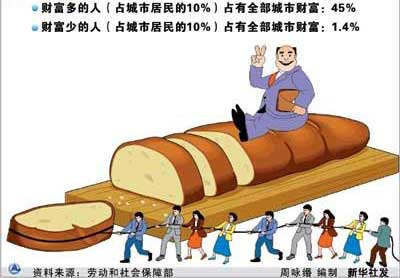 财富多的人（占城市居民的10%）占有全部城市财富：45%
财富少的人（占城市居民的10%）占有全部城市财富：1.4%
资料来源：劳动和社会保障部 周咏缗 编制 新华社发